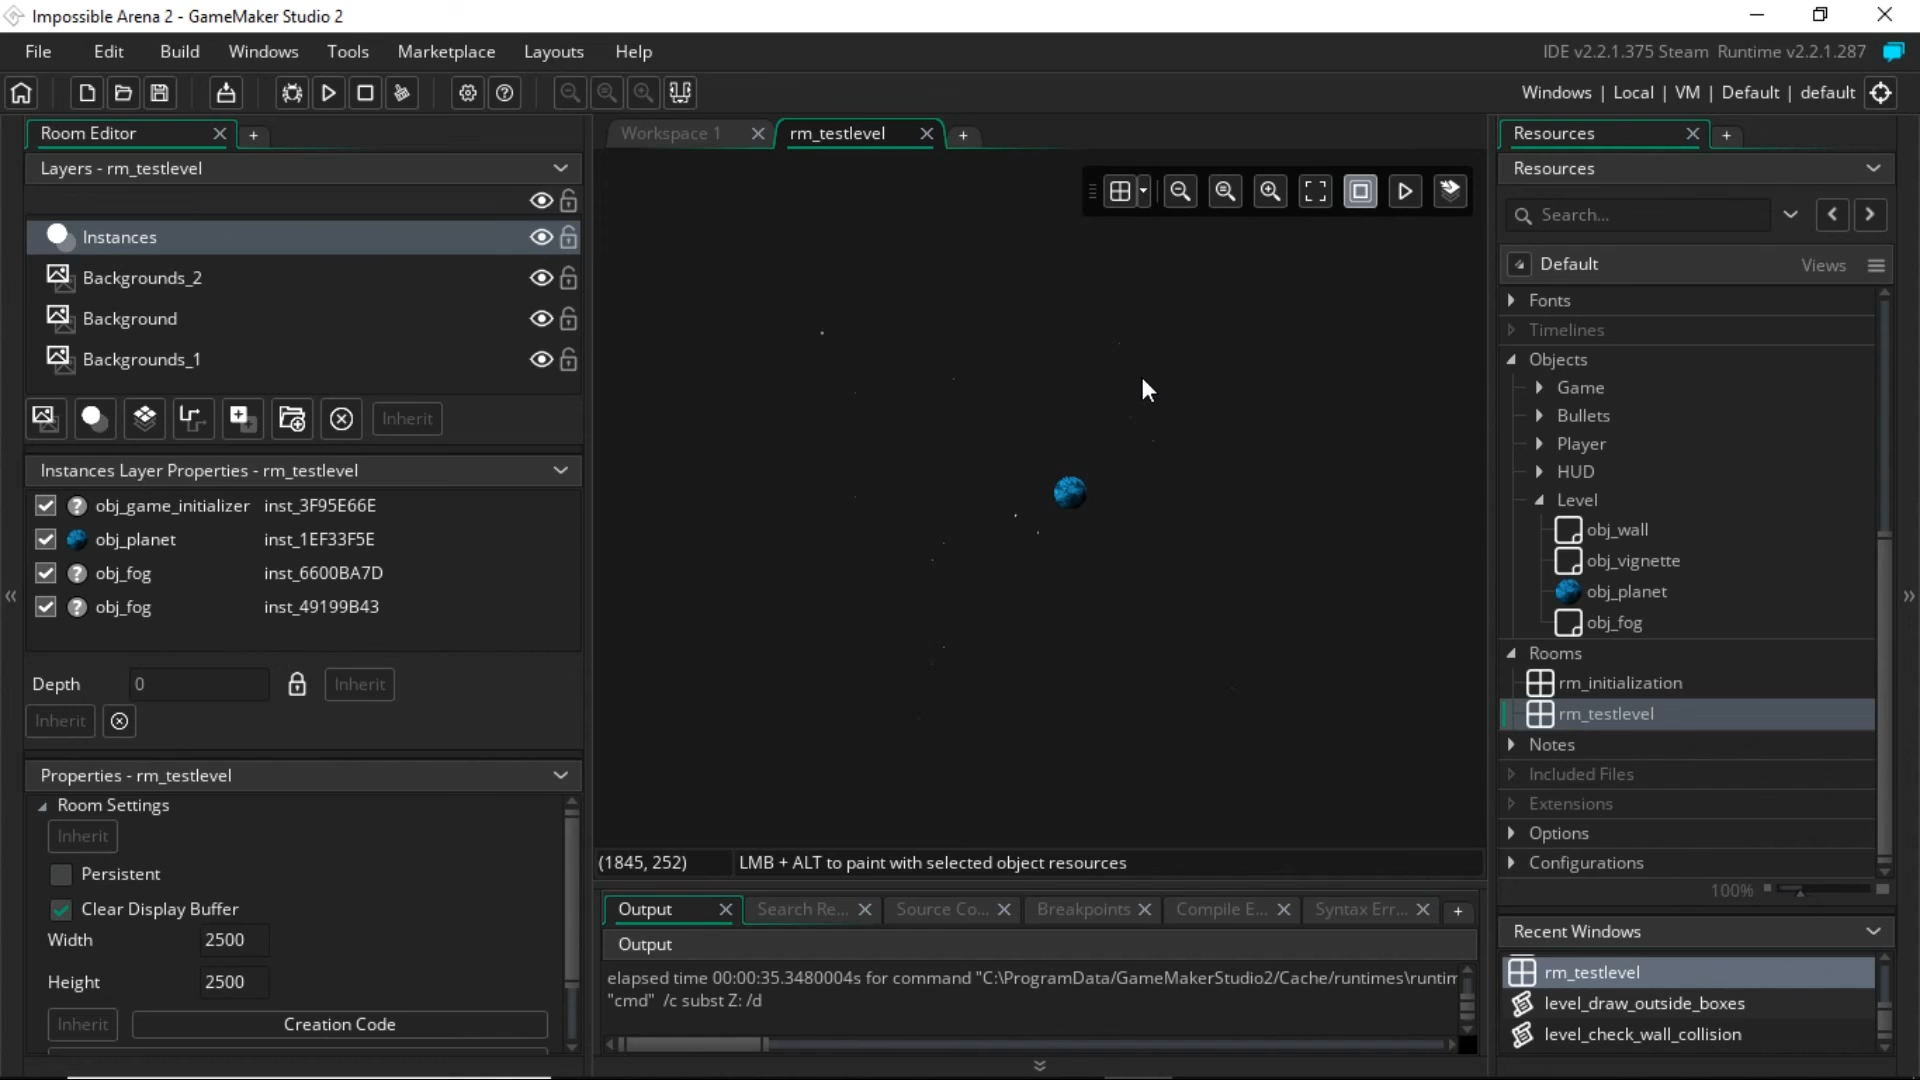 Impossible Arena 2 - GameMaker Studio 2
File Edit Build Windows Tools Marketplace Layouts Help
IDE v2.2.1.375 Steam Runtime v2.2.1.287
Windows | Local | VM | Default | default
Room Editor
Layers - rm_testlevel
Instances
Backgrounds_2
Background
Backgrounds_1
Inherit
Instances Layer Properties - rm_testlevel
obj_game_initializer inst_3F95E66E
obj_planet inst_1EF33F5E
obj_fog inst_6600BA7D
obj_fog inst_49199B43
Depth 0 Inherit
Inherit
Properties - rm_testlevel
Room Settings
Inherit
Persistent
Clear Display Buffer
Width 2500
Height 2500
Inherit Creation Code
Workspace 1 rm_testlevel
(1845, 252) LMB + ALT to paint with selected object resources
Output Search Re... Source Co... Breakpoints Compile E... Syntax Err...
Output
elapsed time 00:00:35.3480004s for command "C:\ProgramData/GameMakerStudio2/Cache/runtimes\runtim
"cmd" /c subst Z: /d
Resources
Resources
Search...
Default Views
Fonts
Timelines
Objects
Game
Bullets
Player
HUD
Level
obj_wall
obj_vignette
obj_planet
obj_fog
Rooms
rm_initialization
rm_testlevel
Notes
Included Files
Extensions
Options
Configurations
100%
Recent Windows
rm_testlevel
level_draw_outside_boxes
level_check_wall_collision